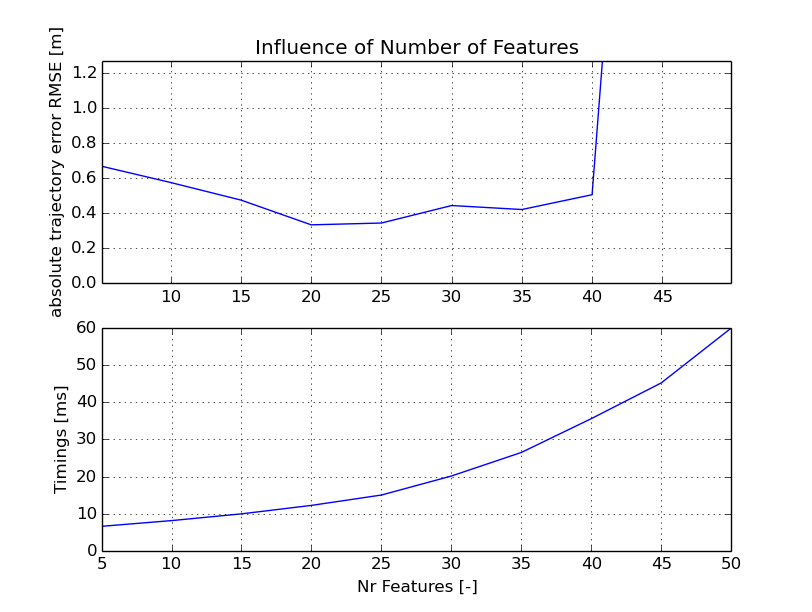 Influence of Number of Features
absolute trajectory error RMSE [m]
1.2
1.0
0.8
0.6
0.4
0.2
0.0
10 15 20 25 30 35 40 45
Timings [ms]
60
50
40
30
20
10
0
5 10 15 20 25 30 35 40 45 50
Nr Features [-]